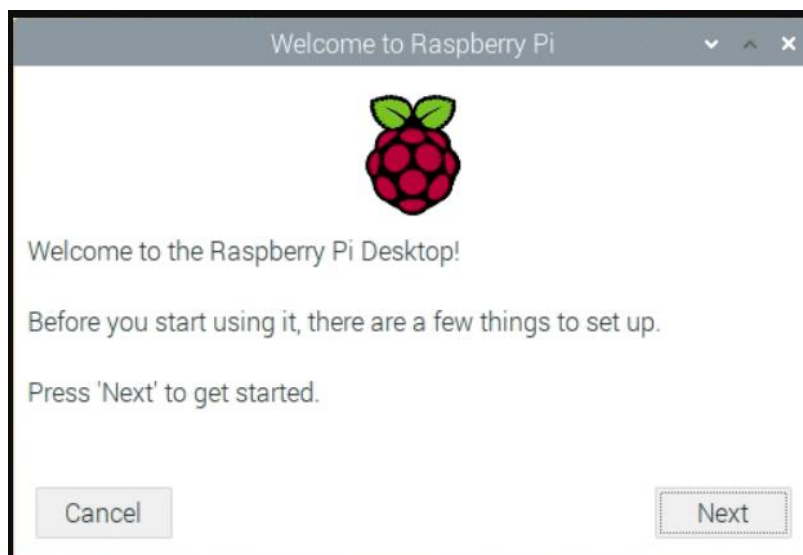 Welcome to Raspberry Pi
Welcome to the Raspberry Pi Desktop!
Before you start using it, there are a few things to set up.
Press 'Next' to get started.
Cancel
Next